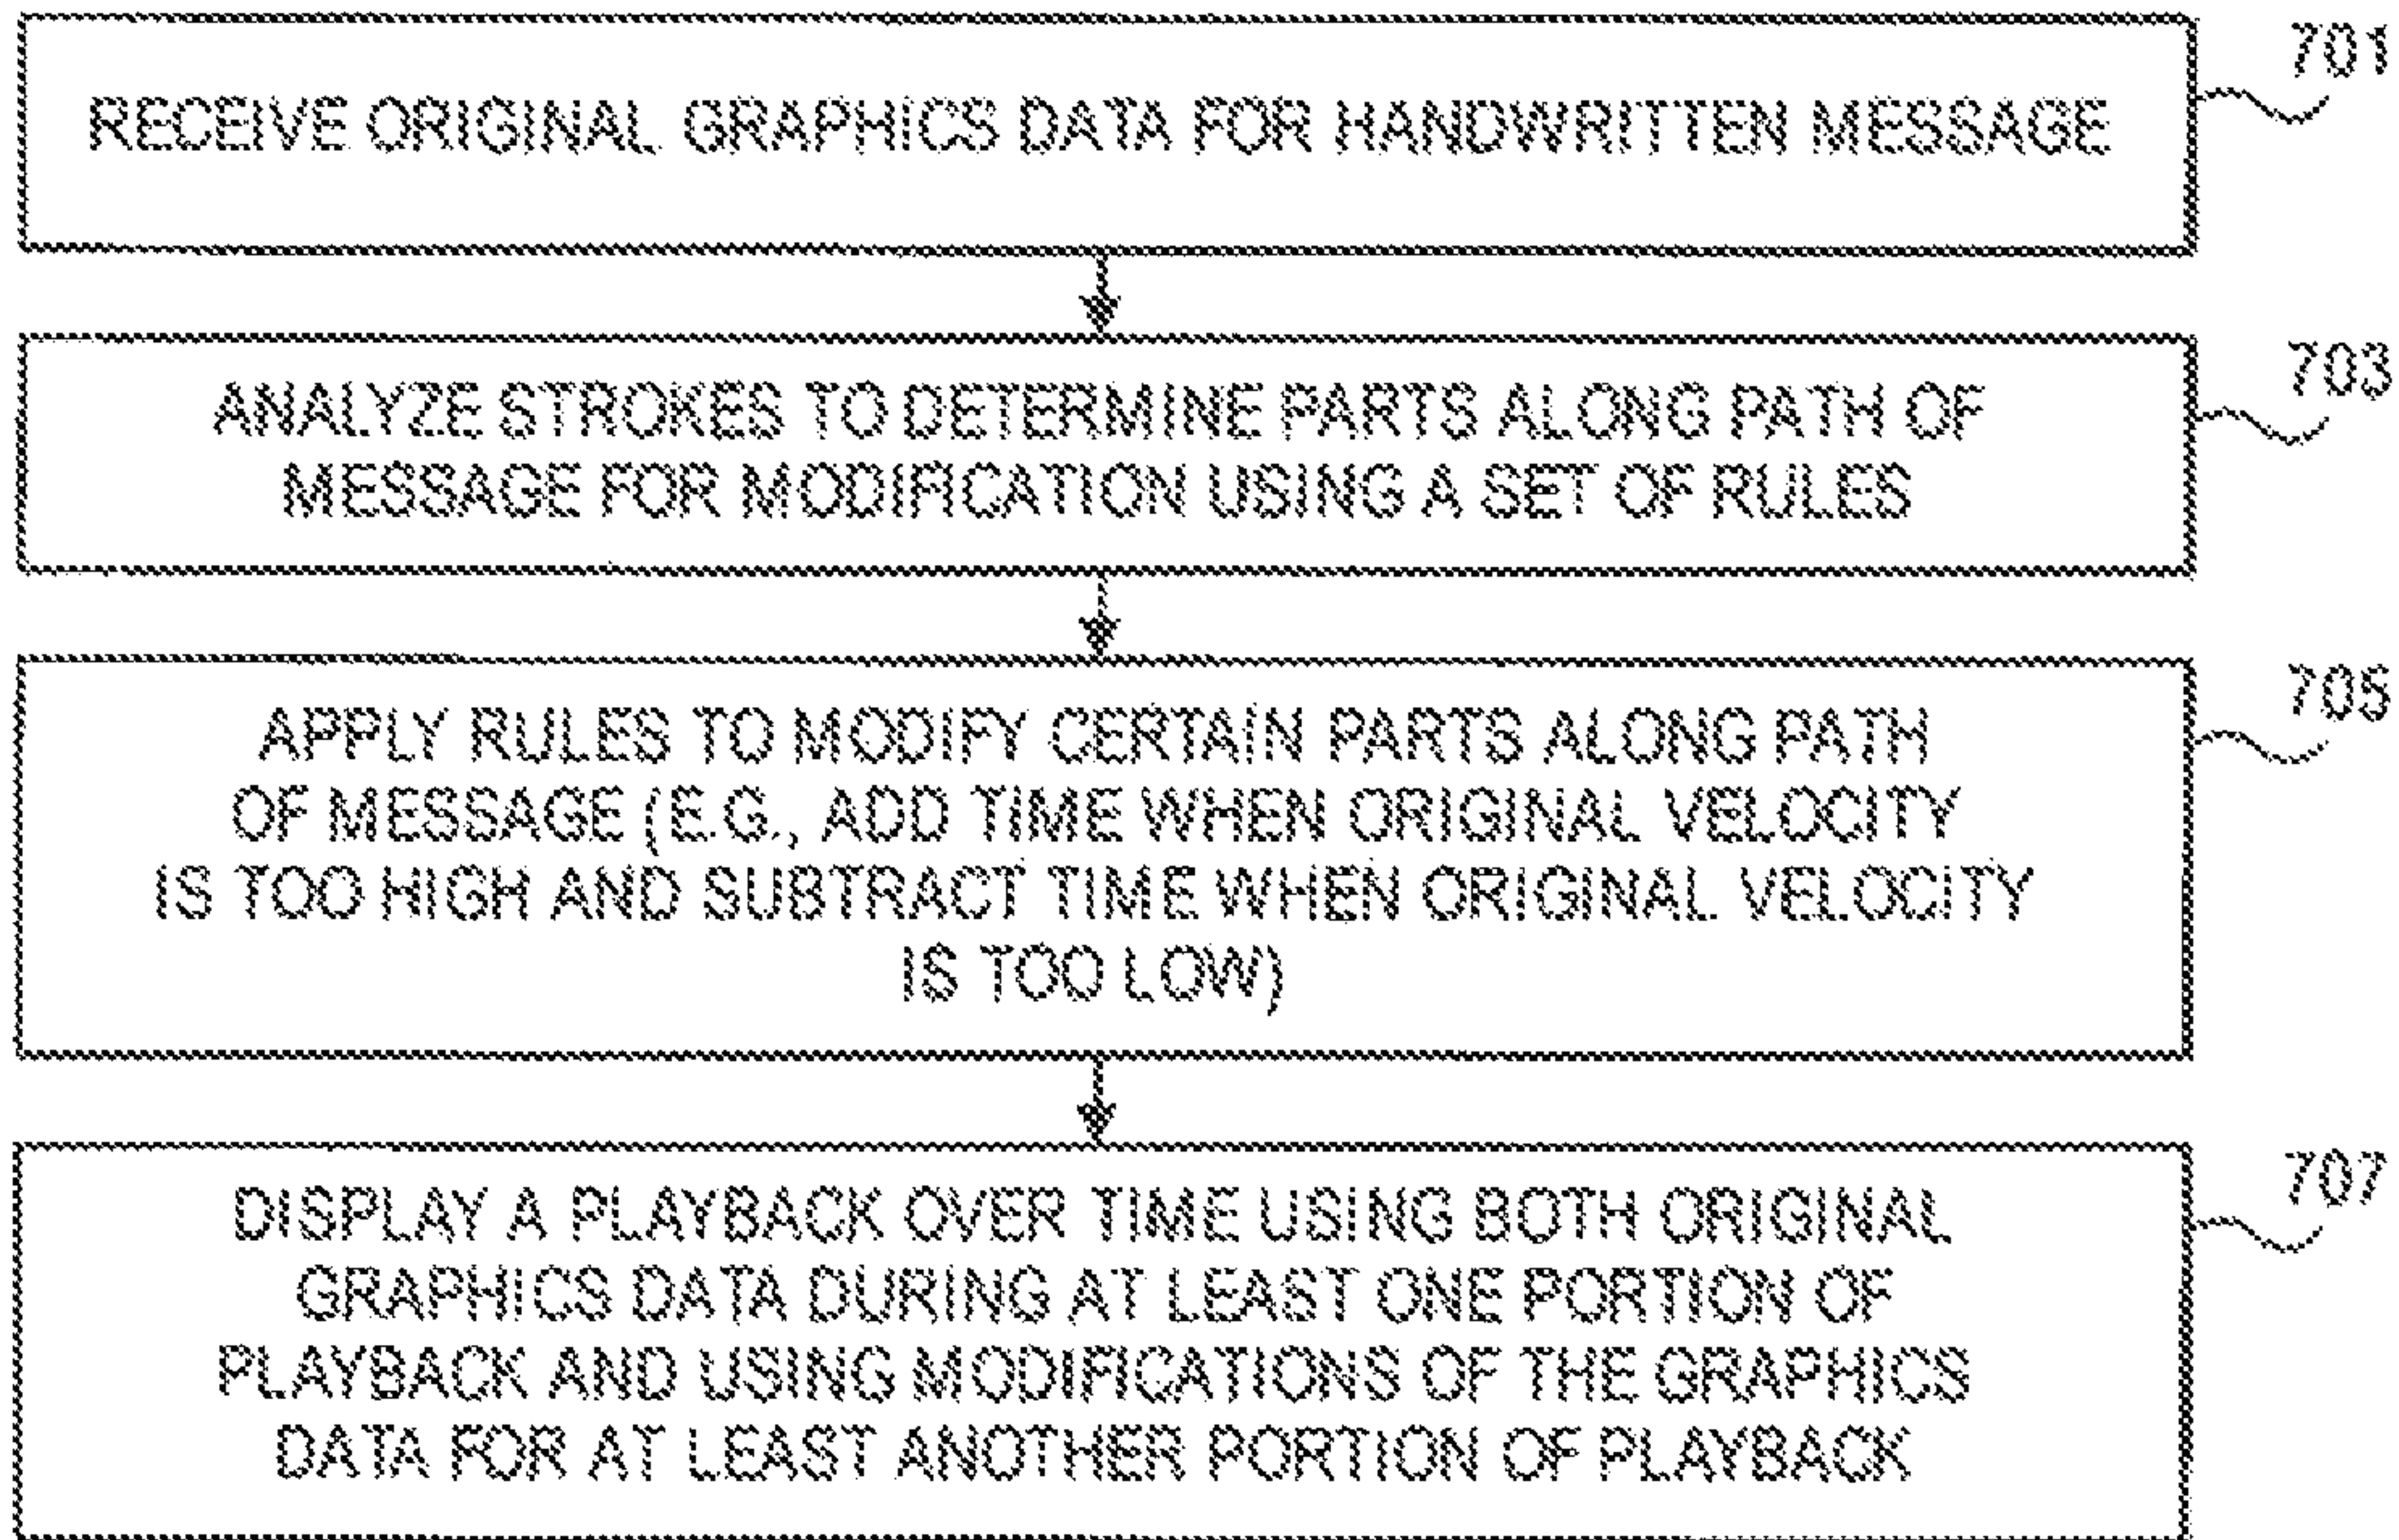 701
RECEIVE ORIGINAL GRAPHICS DATA FOR HANDWRITTEN MESSAGE
703
ANALYZE STROKES TO DETERMINE PARTS ALONG PATH OF
MESSAGE FOR MODIFICATION USING A SET OF RULES
705
APPLY RULES TO MODIFY CERTAIN PARTS ALONG PATH
OF MESSAGE (E.G., ADD TIME WHEN ORIGINAL VELOCITY
IS TOO HIGH AND SUBTRACT TIME WHEN ORIGINAL VELOCITY
IS TOO LOW)
707
DISPLAY A PLAYBACK OVER TIME USING BOTH ORIGINAL
GRAPHICS DATA DURING AT LEAST ONE PORTION OF
PLAYBACK AND USING MODIFICATIONS OF THE GRAPHICS
DATA FOR AT LEAST ANOTHER PORTION OF PLAYBACK